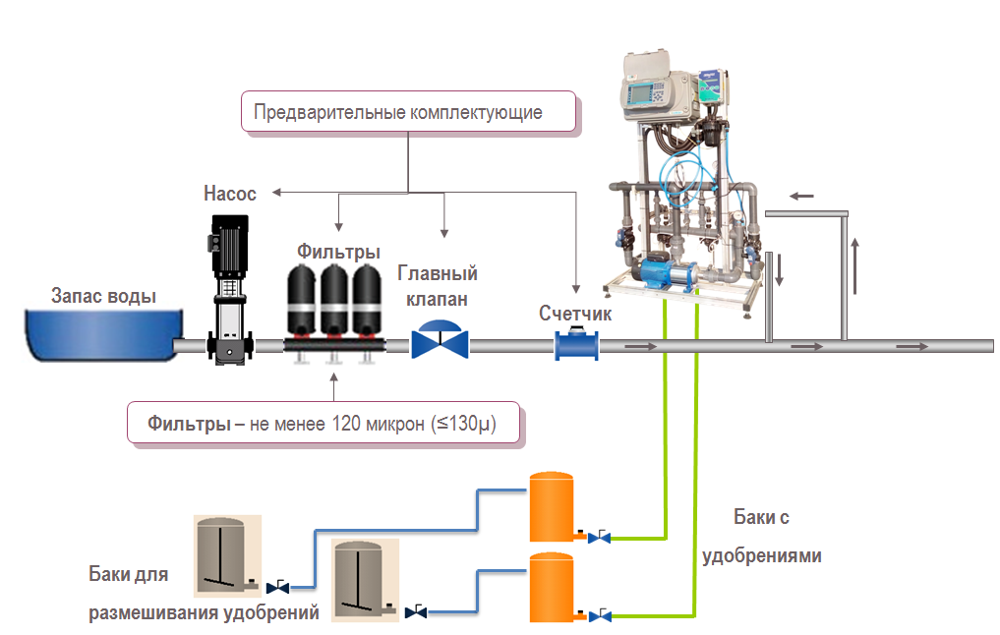 Предварительные комплектующие
Насос
Фильтры
Главный
клапан
Запас воды
Счетчик
Фильтры – не менее 120 микрон (≤130µ)
Баки с
удобрениями
Баки для
размешивания удобрений